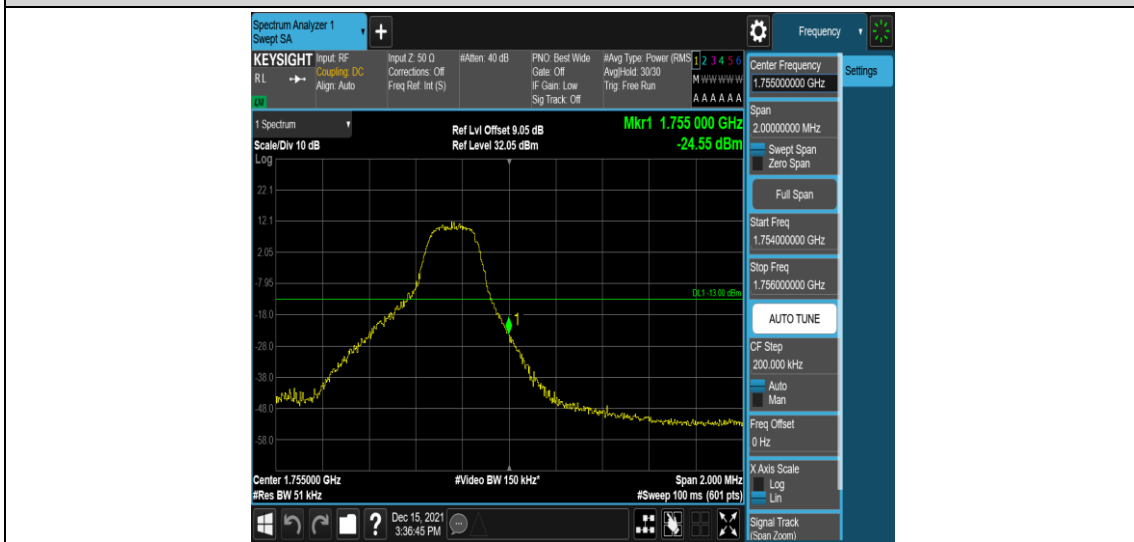 Spectrum Analyzer 1
Swept SA
+
Frequency
KEYSIGHT
RL
LXI
Input: RF
Coupling: DC
Align: Auto
Input Z: 50 Ω
Corrections: Off
Freq Ref: Int (S)
#Atten: 40 dB
PNO: Best Wide
Gate: Off
IF Gain: Low
Sig Track: Off
#Avg Type: Power (RMS
Avg|Hold: 30/30
Trig: Free Run
1 2 3 4 5 6
M W W W W W
A A A A A A
1 Spectrum
Scale/Div 10 dB
Log
Ref Lvl Offset 9.05 dB
Ref Level 32.05 dBm
Mkr1 1.755 000 GHz
-24.55 dBm
22.1
12.1
2.05
-7.95
-18.0
-28.0
-38.0
-48.0
-58.0
DL1 -13.00 dBm
1
Center 1.755000 GHz
#Res BW 51 kHz
#Video BW 150 kHz*
Span 2.000 MHz
#Sweep 100 ms (601 pts)
Center Frequency
1.755000000 GHz
Settings
Span
2.00000000 MHz
Swept Span
Zero Span
Full Span
Start Freq
1.754000000 GHz
Stop Freq
1.756000000 GHz
AUTO TUNE
CF Step
200.000 kHz
Auto
Man
Freq Offset
0 Hz
X Axis Scale
Log
Lin
Signal Track
(Span Zoom)
?
Dec 15, 2021
3:36:45 PM